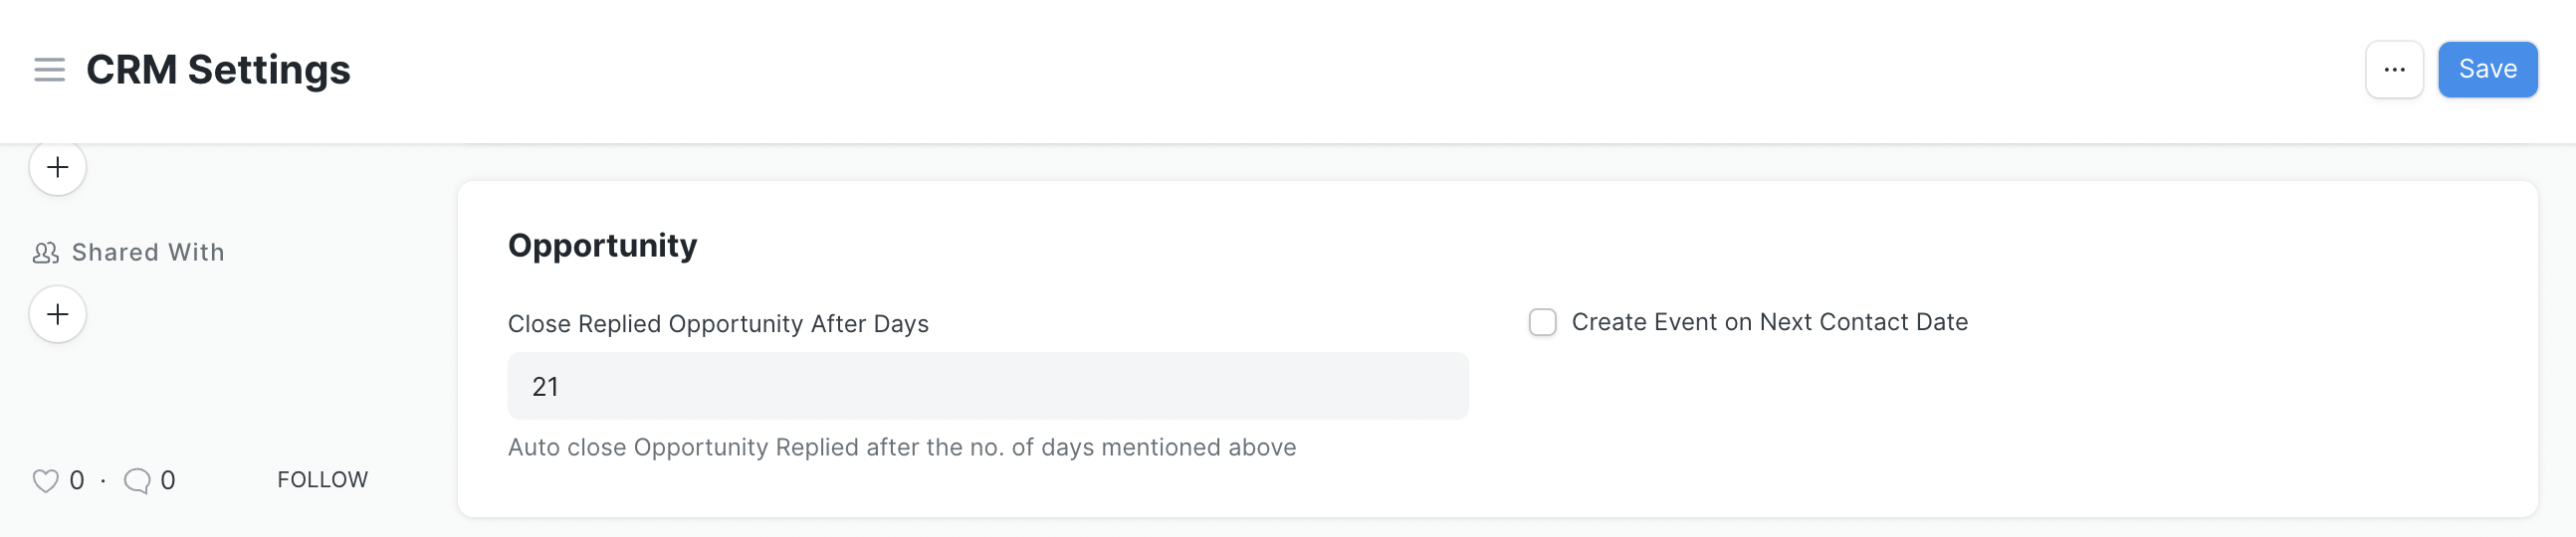 CRM Settings
Save
Shared With
Opportunity
Close Replied Opportunity After Days
Create Event on Next Contact Date
21
Auto close Opportunity Replied after the no. of days mentioned above
0 · 0 FOLLOW